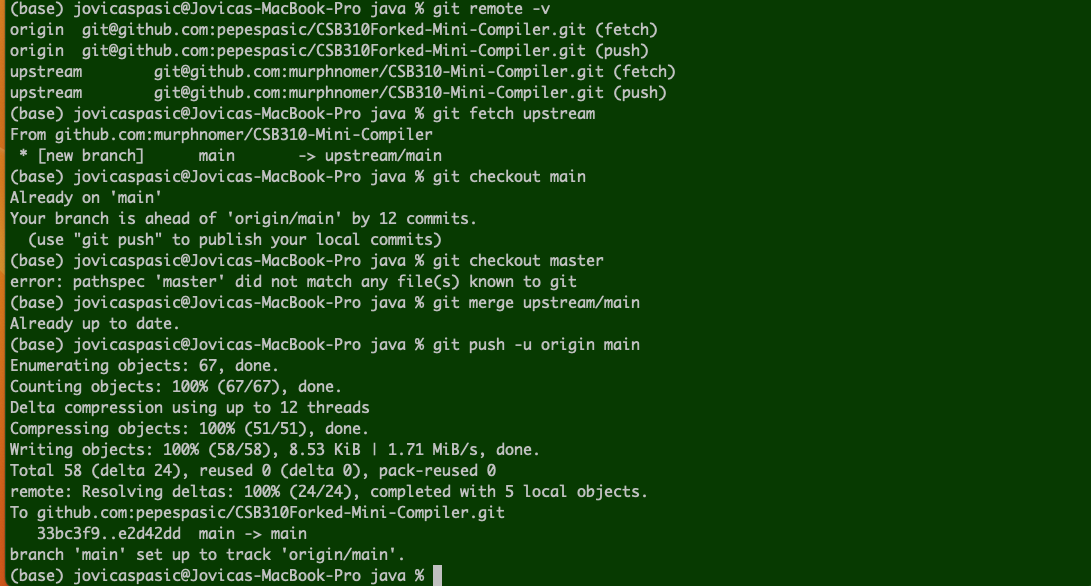 (base) jovicaspasic@Jovicas-MacBook-Pro java % git remote -v
origin  git@github.com:pepespasic/CSB310Forked-Mini-Compiler.git (fetch)
origin  git@github.com:pepespasic/CSB310Forked-Mini-Compiler.git (push)
upstream        git@github.com:murphnomer/CSB310-Mini-Compiler.git (fetch)
upstream        git@github.com:murphnomer/CSB310-Mini-Compiler.git (push)
(base) jovicaspasic@Jovicas-MacBook-Pro java % git fetch upstream
From github.com:murphnomer/CSB310-Mini-Compiler
 * [new branch]      main       -> upstream/main
(base) jovicaspasic@Jovicas-MacBook-Pro java % git checkout main
Already on 'main'
Your branch is ahead of 'origin/main' by 12 commits.
  (use "git push" to publish your local commits)
(base) jovicaspasic@Jovicas-MacBook-Pro java % git checkout master
error: pathspec 'master' did not match any file(s) known to git
(base) jovicaspasic@Jovicas-MacBook-Pro java % git merge upstream/main
Already up to date.
(base) jovicaspasic@Jovicas-MacBook-Pro java % git push -u origin main
Enumerating objects: 67, done.
Counting objects: 100% (67/67), done.
Delta compression using up to 12 threads
Compressing objects: 100% (51/51), done.
Writing objects: 100% (58/58), 8.53 KiB | 1.71 MiB/s, done.
Total 58 (delta 24), reused 0 (delta 0), pack-reused 0
remote: Resolving deltas: 100% (24/24), completed with 5 local objects.
To github.com:pepespasic/CSB310Forked-Mini-Compiler.git
   33bc3f9..e2d42dd  main -> main
branch 'main' set up to track 'origin/main'.
(base) jovicaspasic@Jovicas-MacBook-Pro java %